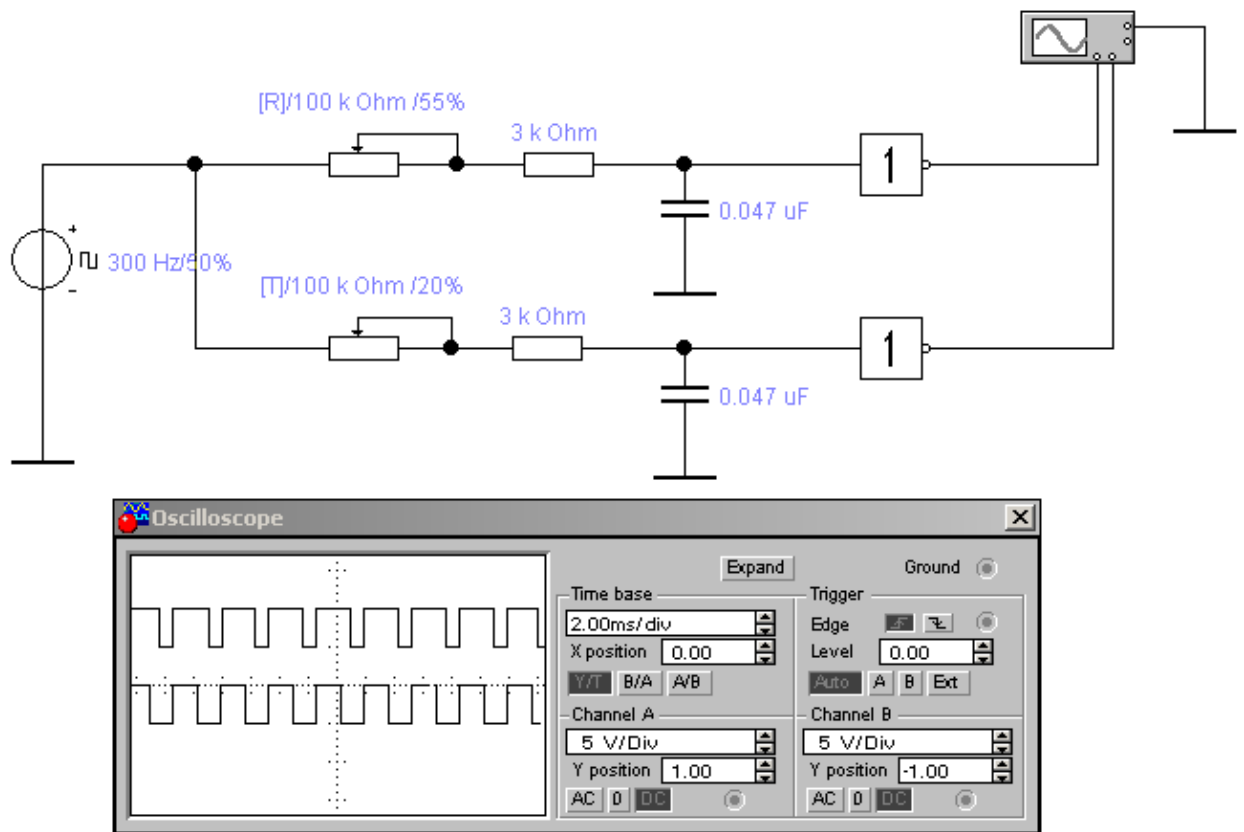 [R]/100 k Ohm /55%
3 k Ohm
1
0.047 uF
300 Hz/50%
[T]/100 k Ohm /20%
3 k Ohm
1
0.047 uF
Oscilloscope
Expand
Ground
Time base
2.00ms/div
X position 0.00
Y/T B/A A/B
Trigger
Edge
Level 0.00
Auto A B Ext
Channel A
5 V/Div
Y position 1.00
AC 0 DC
Channel B
5 V/Div
Y position -1.00
AC 0 DC